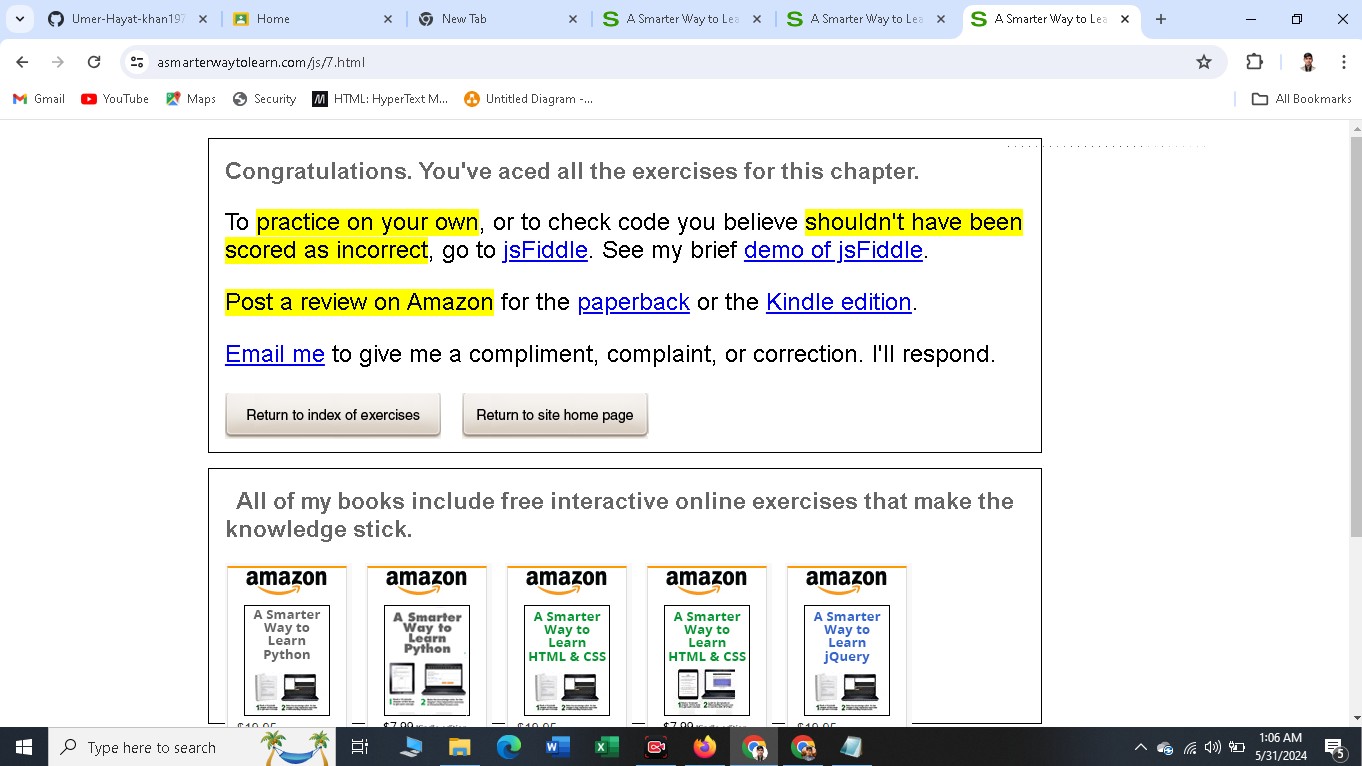 Umer-Hayat-khan197
Home
New Tab
A Smarter Way to Lea
A Smarter Way to Lea
A Smarter Way to Lea
asmarterwaytolearn.com/js/7.html
Gmail YouTube Maps Security HTML: HyperText M... Untitled Diagram -... All Bookmarks
Congratulations. You've aced all the exercises for this chapter.
To practice on your own, or to check code you believe shouldn't have been
scored as incorrect, go to jsFiddle. See my brief demo of jsFiddle.
Post a review on Amazon for the paperback or the Kindle edition.
Email me to give me a compliment, complaint, or correction. I'll respond.
Return to index of exercises Return to site home page
All of my books include free interactive online exercises that make the
knowledge stick.
amazon amazon amazon amazon amazon
A Smarter
Way to
Learn
Python
A Smarter
Way to
Learn
Python
A Smarter
Way to
Learn
HTML & CSS
A Smarter
Way to
Learn
HTML & CSS
A Smarter
Way to
Learn
jQuery
$7.99 $7.99
Type here to search
1:06 AM
5/31/2024
5